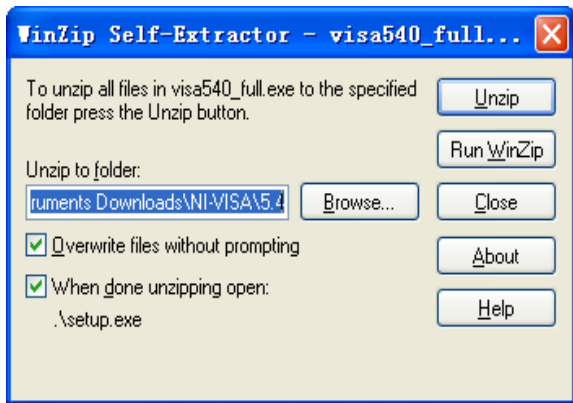 WinZip Self-Extractor - visa540_full...
To unzip all files in visa540_full.exe to the specified
folder press the Unzip button.
Unzip to folder:
ruments Downloads\NI-VISA\5.4
Browse...
Overwrite files without prompting
When done unzipping open:
.\setup.exe
Unzip
Run WinZip
Close
About
Help